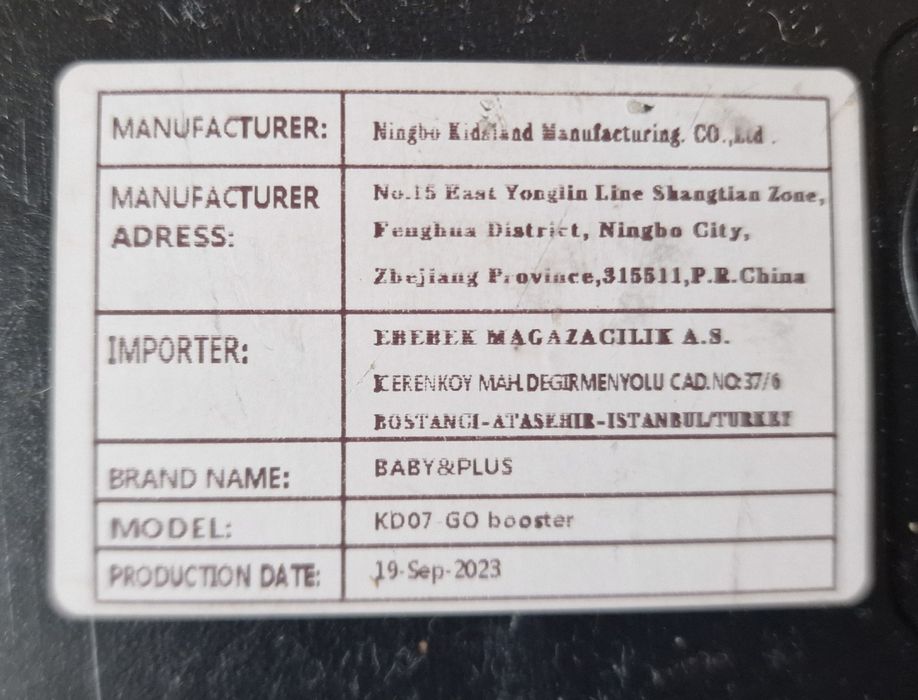 MANUFACTURER: Ningbo Kidsland Manufacturing. CO.,Ltd .
MANUFACTURER ADRESS: No.15 East Yonglin Line Shangtian Zone,
Fenghua District, Ningbo City,
Zhejiang Province,315511,P.R.China
IMPORTER: EBEBEK MAGAZACILIK A.S.
ICERENKOY MAH.DEGIRMENYOLU CAD.NO:37/6
BOSTANCI-ATASEHIR-ISTANBUL/TURKEY
BRAND NAME: BABY&PLUS
MODEL: KD07 GO booster
PRODUCTION DATE: 19-Sep-2023